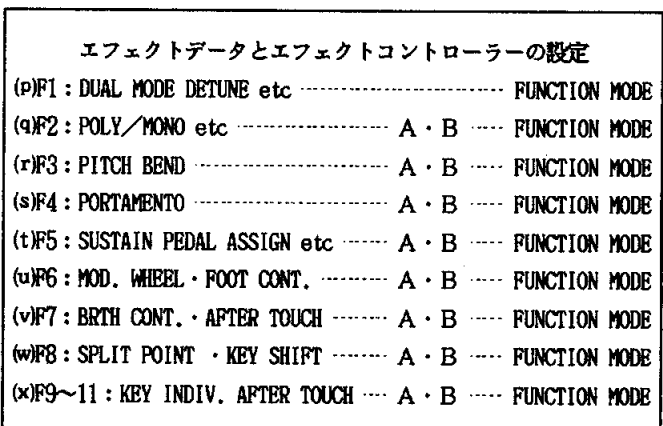 エフェクトデータとエフェクトコントローラーの設定
(p)F1 : DUAL MODE DETUNE etc ………………………… FUNCTION MODE
(q)F2 : POLY／MONO etc ………………… A・B …… FUNCTION MODE
(r)F3 : PITCH BEND ……………………… A・B …… FUNCTION MODE
(s)F4 : PORTAMENTO ……………………… A・B …… FUNCTION MODE
(t)F5 : SUSTAIN PEDAL ASSIGN etc ……… A・B …… FUNCTION MODE
(u)F6 : MOD. WHEEL・FOOT CONT. ………… A・B …… FUNCTION MODE
(v)F7 : BRTH CONT.・AFTER TOUCH ……… A・B …… FUNCTION MODE
(w)F8 : SPLIT POINT ・KEY SHIFT ……… A・B …… FUNCTION MODE
(x)F9～11 : KEY INDIV. AFTER TOUCH …… A・B …… FUNCTION MODE